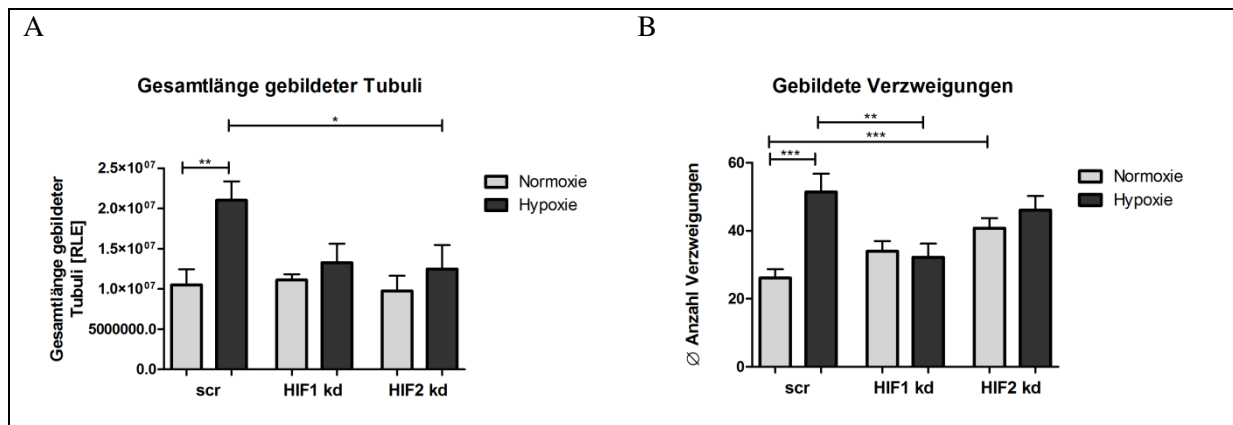 A
Gesamtlänge gebildeter Tubuli
*
**
Gesamtlänge gebildeter
Tubuli [RLE]
2.5×10⁰⁷
2.0×10⁰⁷
1.5×10⁰⁷
1.0×10⁰⁷
5000000.0
0.0
scr
HIF1 kd
HIF2 kd
Normoxie
Hypoxie
B
Gebildete Verzweigungen
**
***
***
Ø Anzahl Verzweigungen
60
40
20
0
scr
HIF1 kd
HIF2 kd
Normoxie
Hypoxie